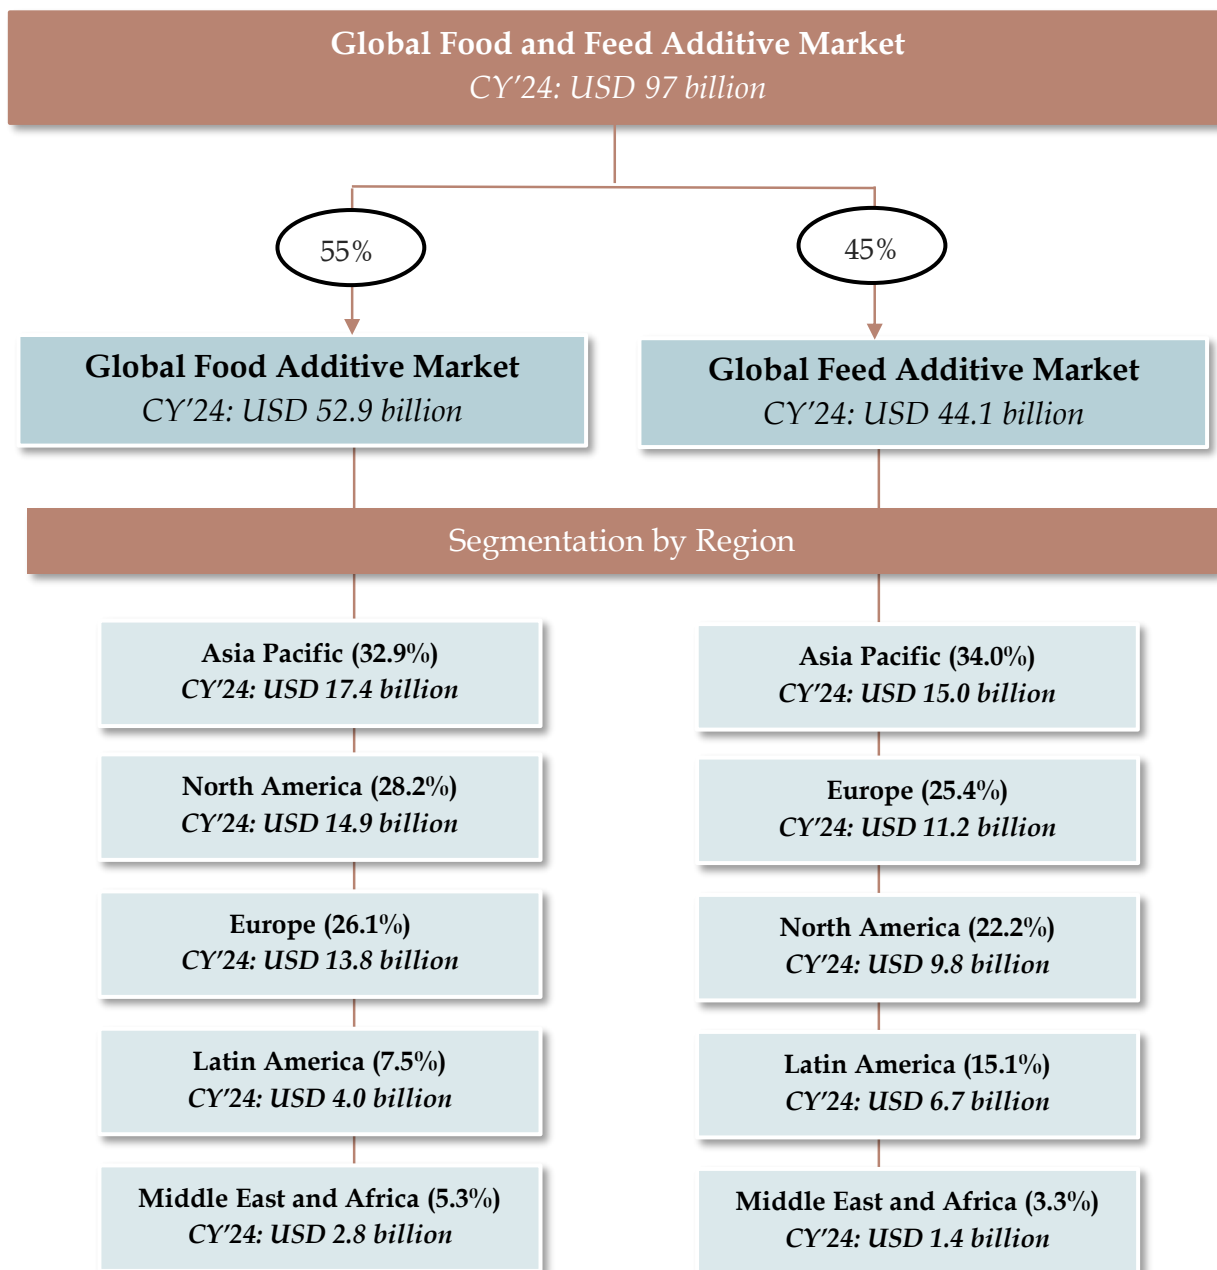 Global Food and Feed Additive Market
CY’24: USD 97 billion
55%
45%
Global Food Additive Market
CY’24: USD 52.9 billion
Global Feed Additive Market
CY’24: USD 44.1 billion
Segmentation by Region
Asia Pacific (32.9%)
CY’24: USD 17.4 billion
North America (28.2%)
CY’24: USD 14.9 billion
Europe (26.1%)
CY’24: USD 13.8 billion
Latin America (7.5%)
CY’24: USD 4.0 billion
Middle East and Africa (5.3%)
CY’24: USD 2.8 billion
Asia Pacific (34.0%)
CY’24: USD 15.0 billion
Europe (25.4%)
CY’24: USD 11.2 billion
North America (22.2%)
CY’24: USD 9.8 billion
Latin America (15.1%)
CY’24: USD 6.7 billion
Middle East and Africa (3.3%)
CY’24: USD 1.4 billion